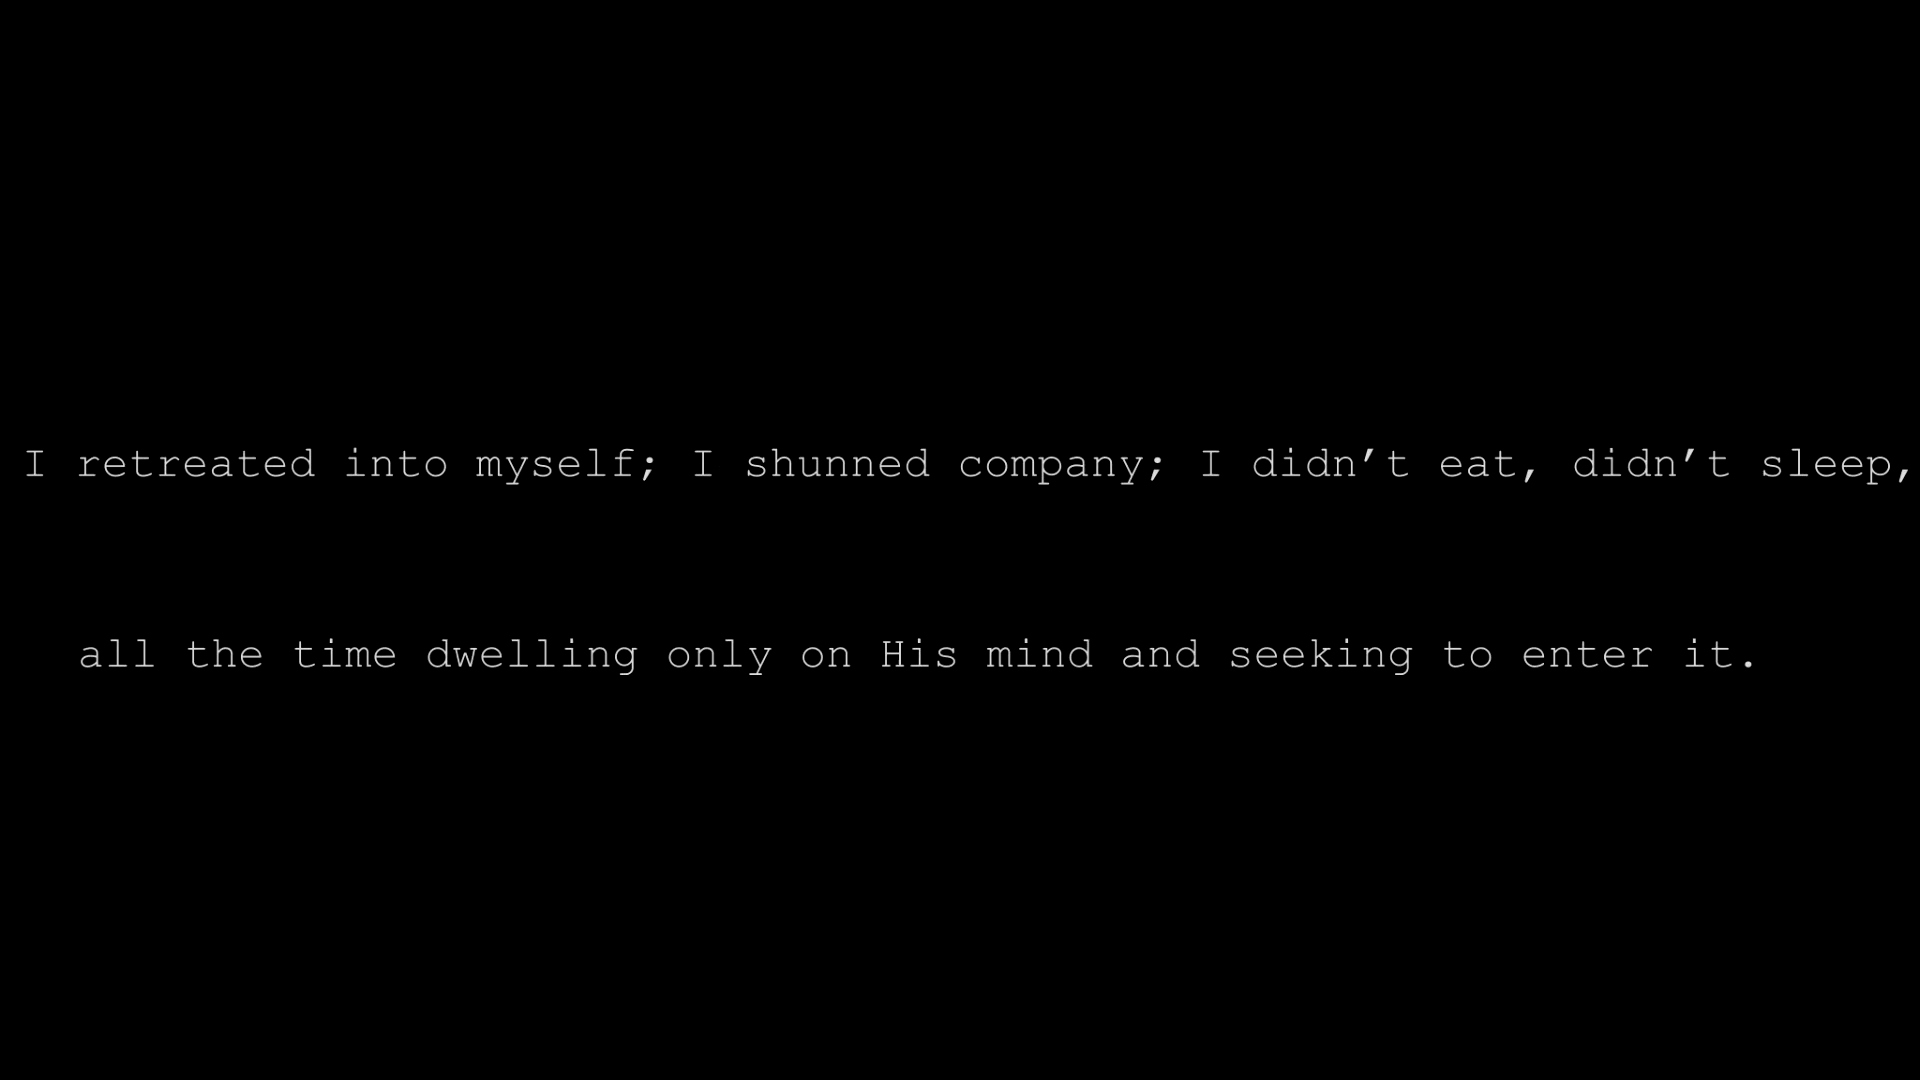 I retreated into myself; I shunned company; I didn’t eat, didn’t sleep,
all the time dwelling only on His mind and seeking to enter it.